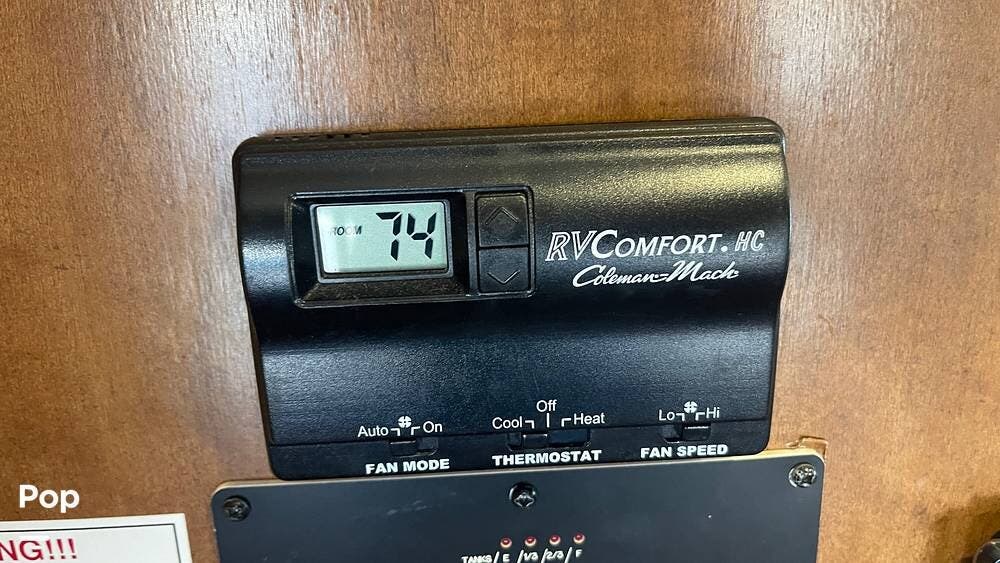 ROOM 74
RVCOMFORT. HC
Coleman-Mach
Off
Auto On Cool Heat Lo Hi
FAN MODE THERMOSTAT FAN SPEED
Pop
NG!!!
TANKS/ E /1/3 /2/3 / F